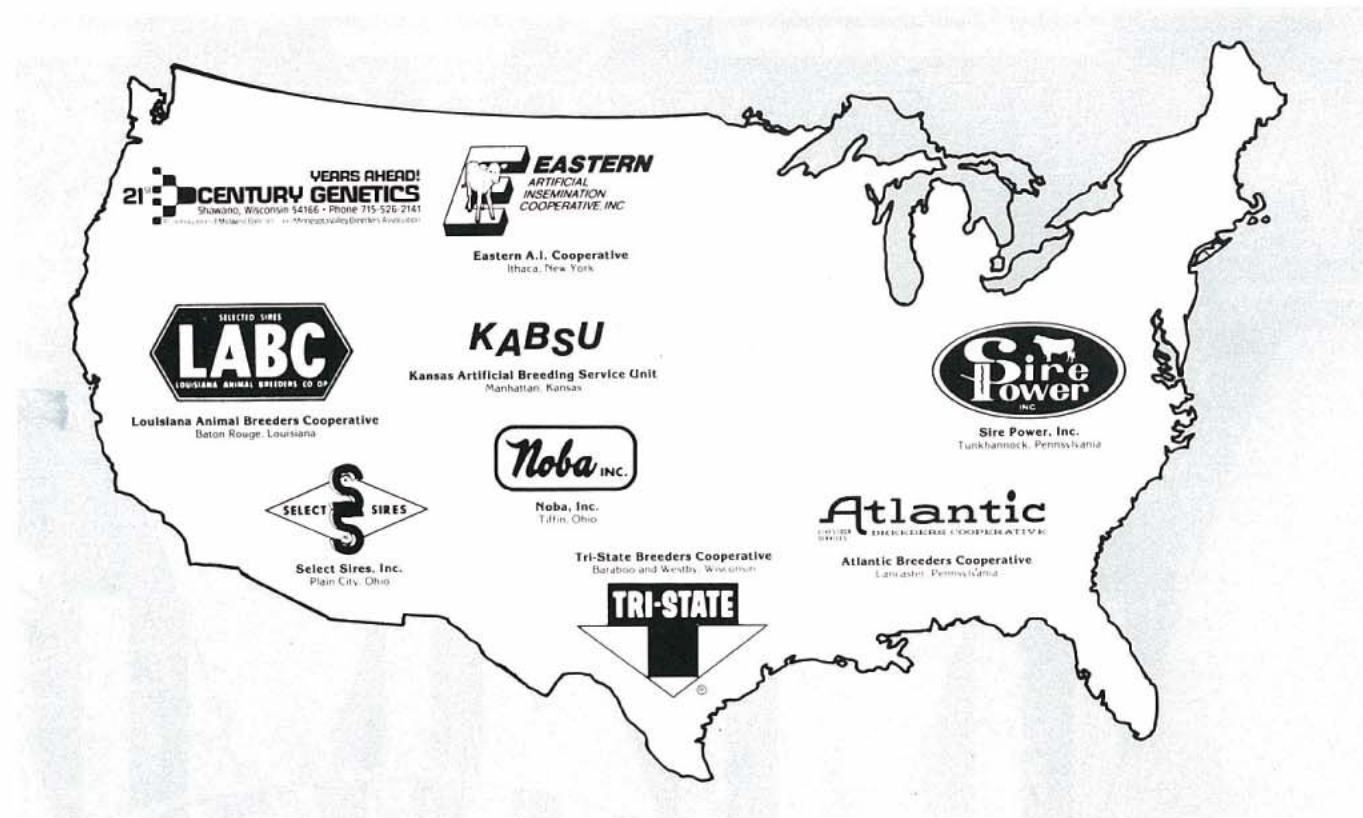 YEARS AHEAD!
21st CENTURY GENETICS
Shawano, Wisconsin 54166 • Phone 715-526-2141
Minnesota Valley Breeders Association
EASTERN
ARTIFICIAL
INSEMINATION
COOPERATIVE, INC
Eastern A.I. Cooperative
Ithaca, New York
SELECTED SIRES
LABC
LOUISIANA ANIMAL BREEDERS CO OP
Louisiana Animal Breeders Cooperative
Baton Rouge, Louisiana
KABSU
Kansas Artificial Breeding Service Unit
Manhattan, Kansas
Sire
Power
INC
Sire Power, Inc.
Tunkhannock, Pennsylvania
Noba INC.
Noba, Inc.
Tiffin, Ohio
SELECT SIRES
Select Sires, Inc.
Plain City, Ohio
Atlantic
BREEDERS COOPERATIVE
Atlantic Breeders Cooperative
Lancaster, Pennsylvania
Tri-State Breeders Cooperative
Baraboo and Westby, Wisconsin
TRI-STATE
®